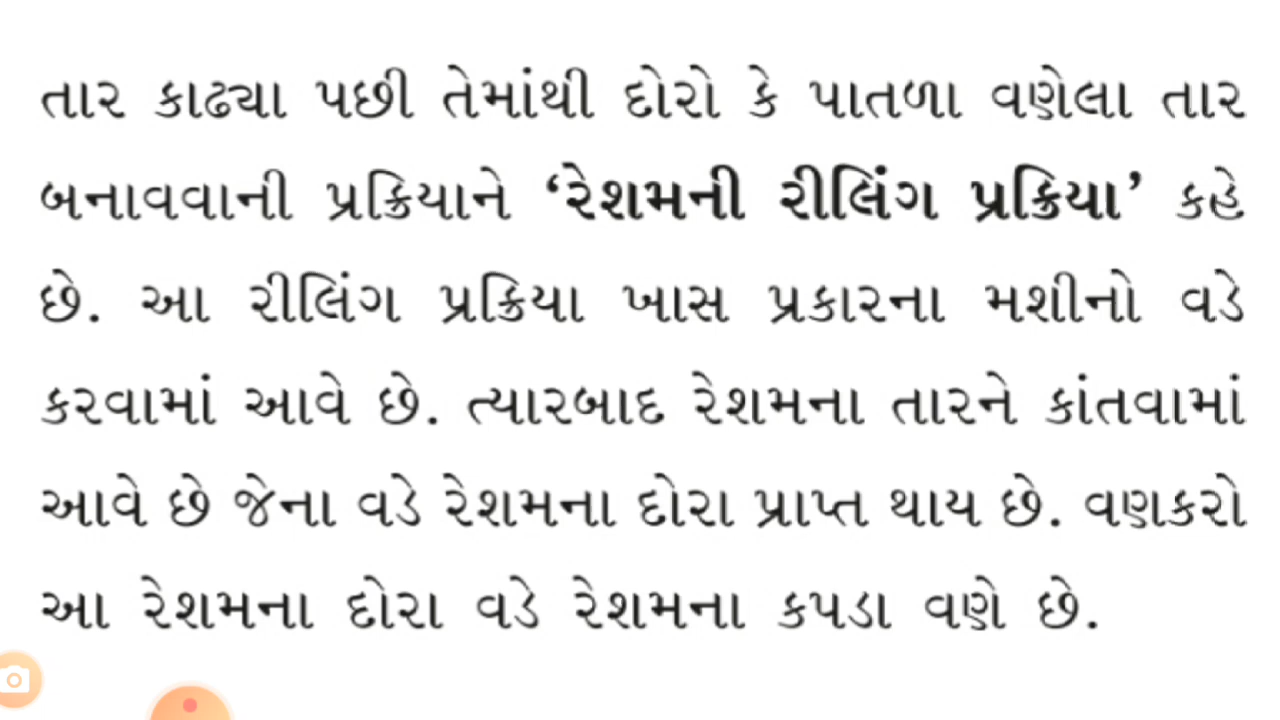 તાર કાઢ્યા પછી તેમાંથી દોરો કે પાતળા વણેલા તાર
બનાવવાની પ્રક્રિયાને ‘રેશમની રીલિંગ પ્રક્રિયા’ કહે
છે. આ રીલિંગ પ્રક્રિયા ખાસ પ્રકારના મશીનો વડે
કરવામાં આવે છે. ત્યારબાદ રેશમના તારને કાંતવામાં
આવે છે જેના વડે રેશમના દોરા પ્રાપ્ત થાય છે. વણકરો
આ રેશમના દોરા વડે રેશમના કપડા વણે છે.